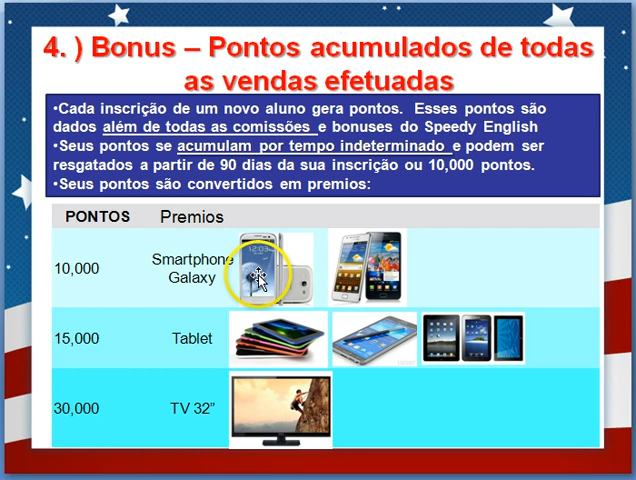 4. ) Bonus – Pontos acumulados de todas
as vendas efetuadas
•Cada inscrição de um novo aluno gera pontos. Esses pontos são
dados além de todas as comissões e bonuses do Speedy English
•Seus pontos se acumulam por tempo indeterminado e podem ser
resgatados a partir de 90 dias da sua inscrição ou 10,000 pontos.
•Seus pontos são convertidos em premios:
PONTOS Premios
10,000 Smartphone
Galaxy
15,000 Tablet
30,000 TV 32”